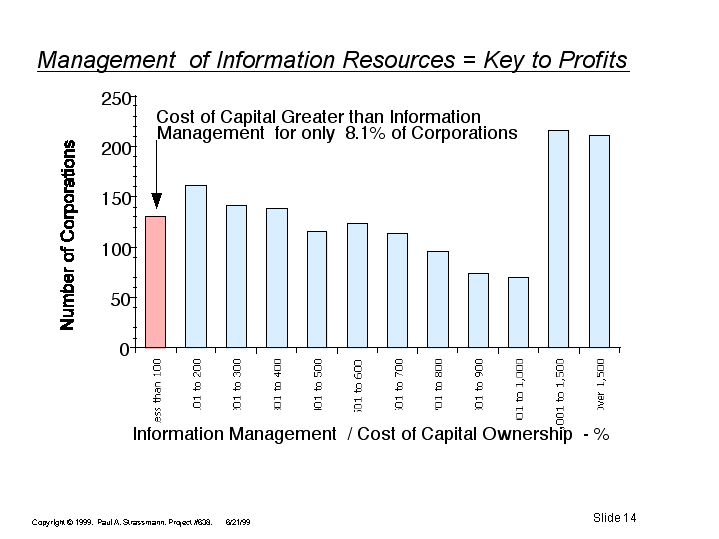 Management of Information Resources = Key to Profits
250
200
150
100
50
0
Number of Corporations
Cost of Capital Greater than Information
Management for only 8.1% of Corporations
ess than 100
01 to 200
01 to 300
01 to 400
01 to 500
01 to 600
01 to 700
01 to 800
01 to 900
01 to 1,000
001 to 1,500
over 1,500
Information Management / Cost of Capital Ownership - %
Copyright © 1999. Paul A. Strassmann. Project #638. 6/21/99
Slide 14